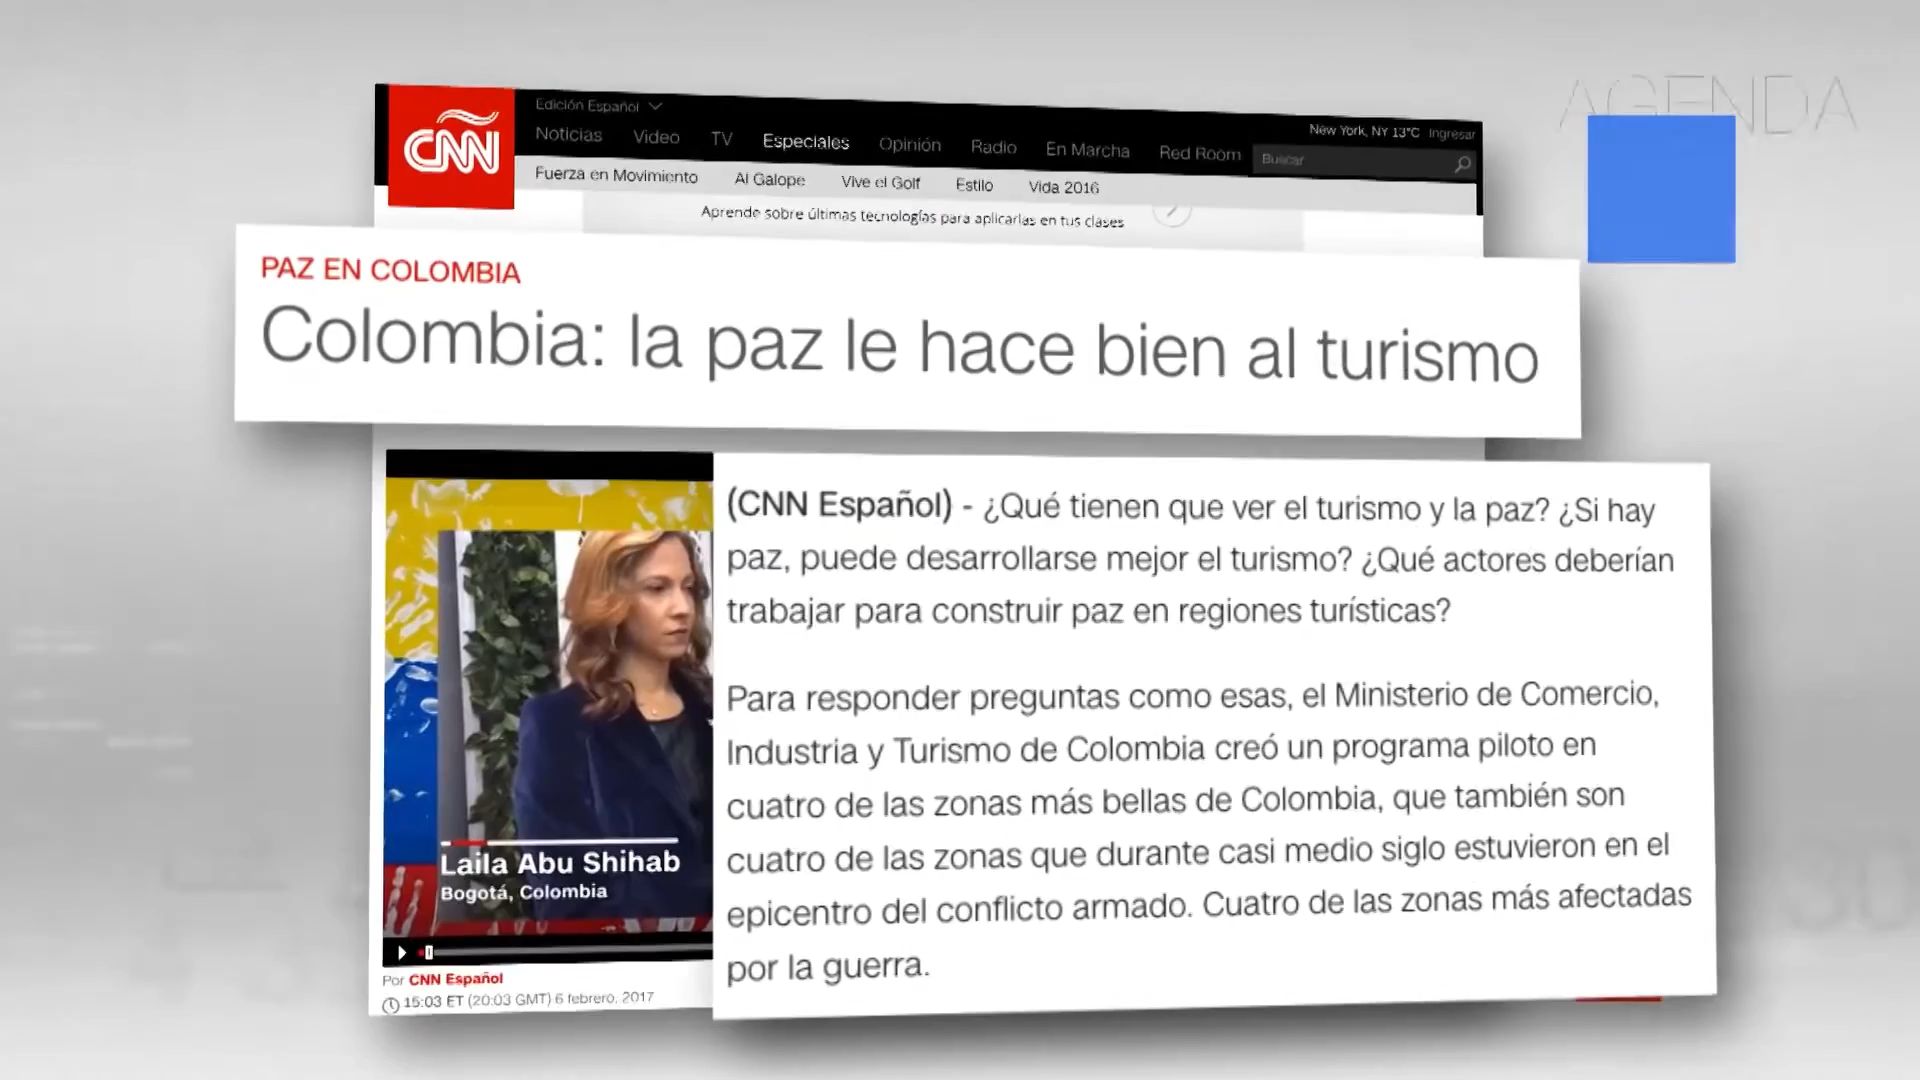 AGENDA
CNN
Edición Español
Noticias Video TV Especiales Opinión Radio En Marcha Red Room
New York, NY 13°C Ingresar
Buscar
Fuerza en Movimiento Al Galope Vive el Golf Estilo Vida 2016
Aprende sobre últimas tecnologías para aplicarlas en tus clases
PAZ EN COLOMBIA
Colombia: la paz le hace bien al turismo
(CNN Español) - ¿Qué tienen que ver el turismo y la paz? ¿Si hay
paz, puede desarrollarse mejor el turismo? ¿Qué actores deberían
trabajar para construir paz en regiones turísticas?
Para responder preguntas como esas, el Ministerio de Comercio,
Industria y Turismo de Colombia creó un programa piloto en
cuatro de las zonas más bellas de Colombia, que también son
cuatro de las zonas que durante casi medio siglo estuvieron en el
epicentro del conflicto armado. Cuatro de las zonas más afectadas
por la guerra.
Laila Abu Shihab
Bogotá, Colombia
Por CNN Español
15:03 ET (20:03 GMT) 6 febrero, 2017